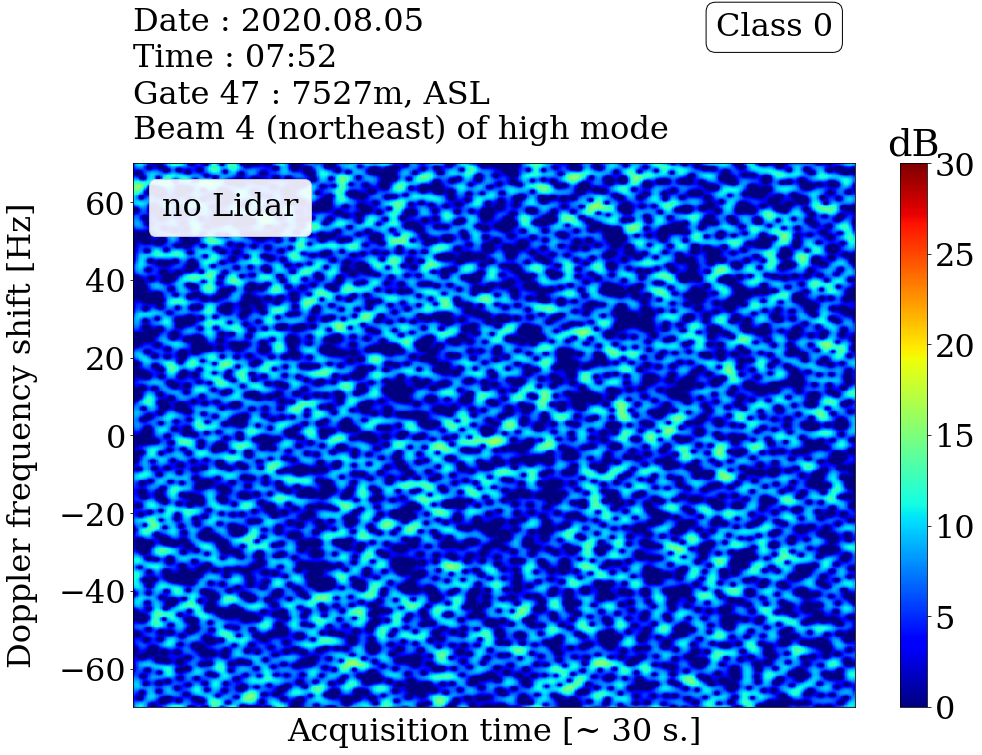 Date : 2020.08.05
Class 0
Time : 07:52
Gate 47 : 7527m, ASL
Beam 4 (northeast) of high mode
dB
no Lidar
Doppler frequency shift [Hz]
60
40
20
0
−20
−40
−60
30
25
20
15
10
5
0
Acquisition time [~ 30 s.]